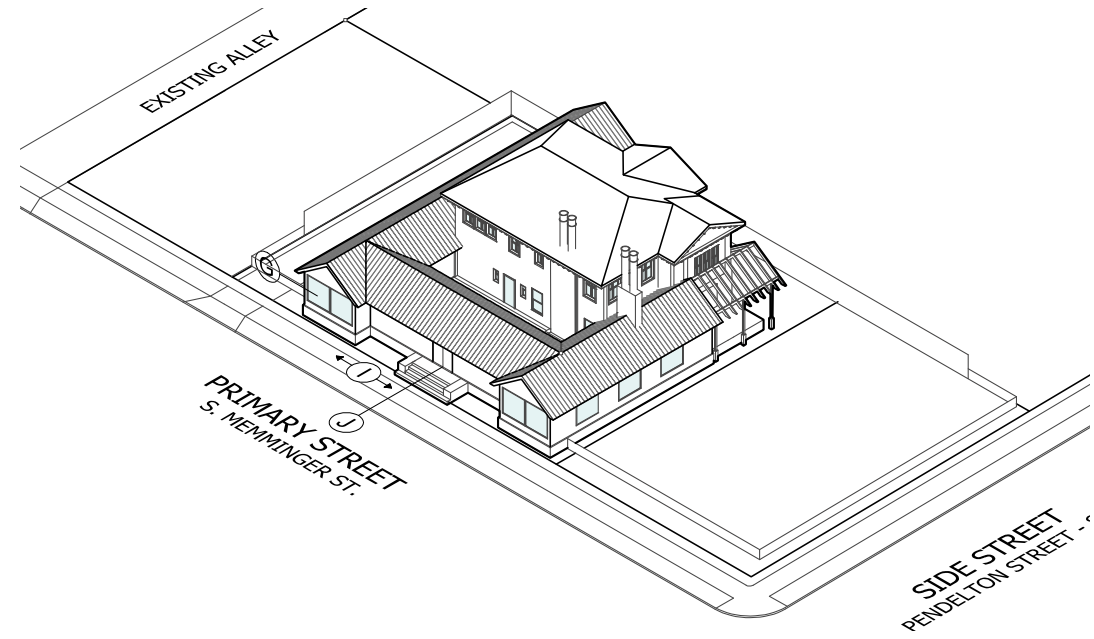 EXISTING ALLEY
G
I
J
PRIMARY STREET
S. MEMMINGER ST.
SIDE STREET
PENDELTON STREET -